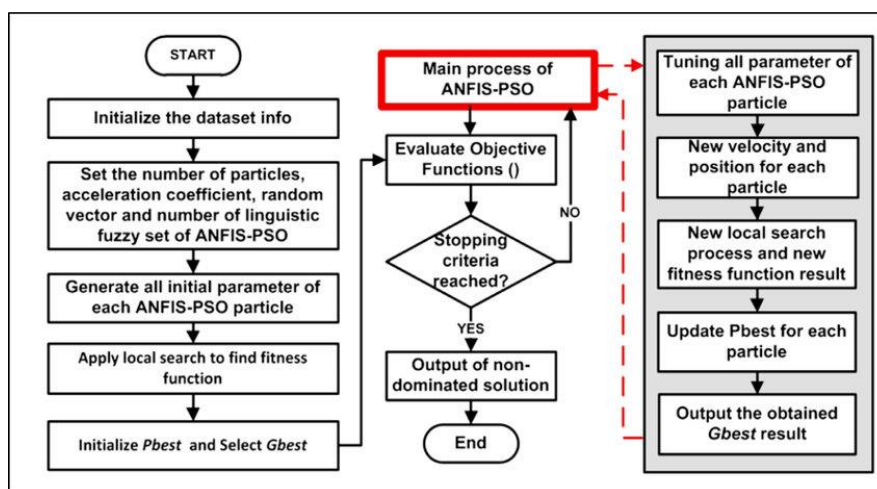 START
Initialize the dataset info
Set the number of particles,
acceleration coefficient, random
vector and number of linguistic
fuzzy set of ANFIS-PSO
Generate all initial parameter of
each ANFIS-PSO particle
Apply local search to find fitness
function
Initialize Pbest and Select Gbest
Main process of
ANFIS-PSO
Evaluate Objective
Functions ()
NO
Stopping
criteria
reached?
YES
Output of non-
dominated solution
End
Tuning all parameter of
each ANFIS-PSO
particle
New velocity and
position for each
particle
New local search
process and new
fitness function result
Update Pbest for each
particle
Output the obtained
Gbest result